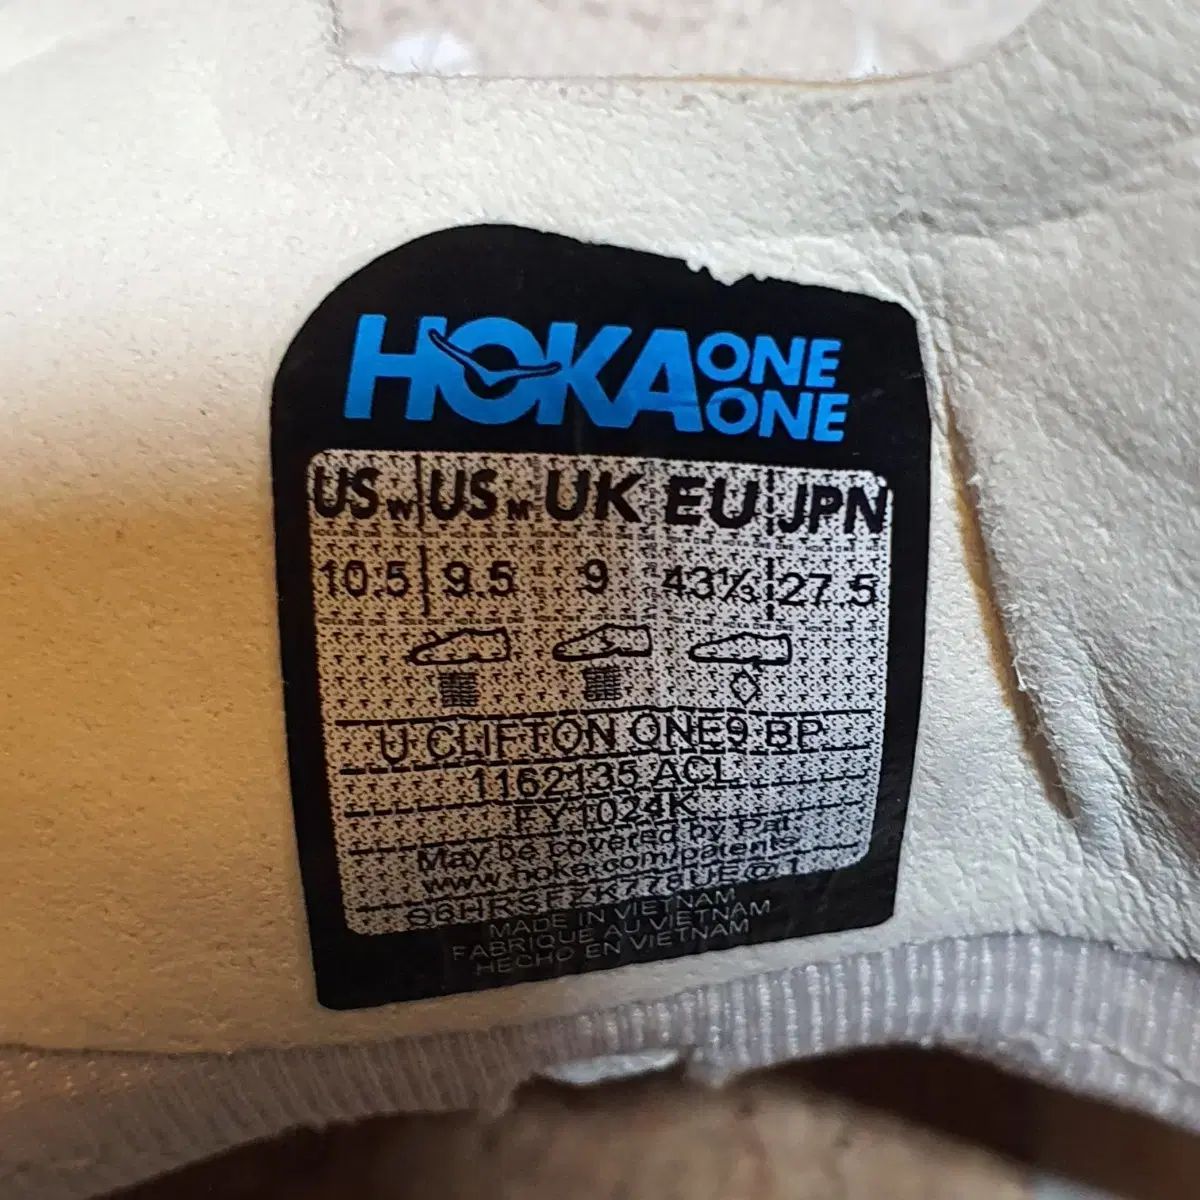 HOKA ONE ONE
US W US M UK EU JPN
10.5 9.5 9 43⅓ 27.5
U CLIFTON ONE9 BP
1162135 ACL
FY1024K
May be covered by Pat.
www.hoka.com/patents
MADE IN VIETNAM
FABRIQUE AU VIETNAM
HECHO EN VIETNAM